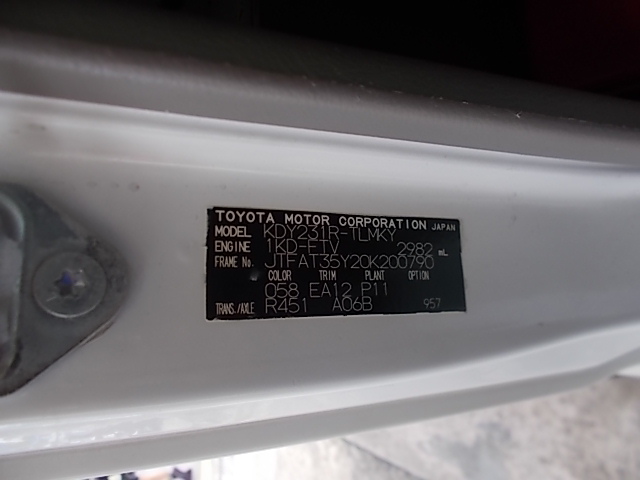 TOYOTA MOTOR CORPORATION JAPAN
MODEL KDY231R-TLMKY
ENGINE 1KD-FTV 2982 mL
FRAME No. JTFAT35Y20K200790
COLOR TRIM PLANT OPTION
058 EA12 P11
TRANS./AXLE R451 A06B 957